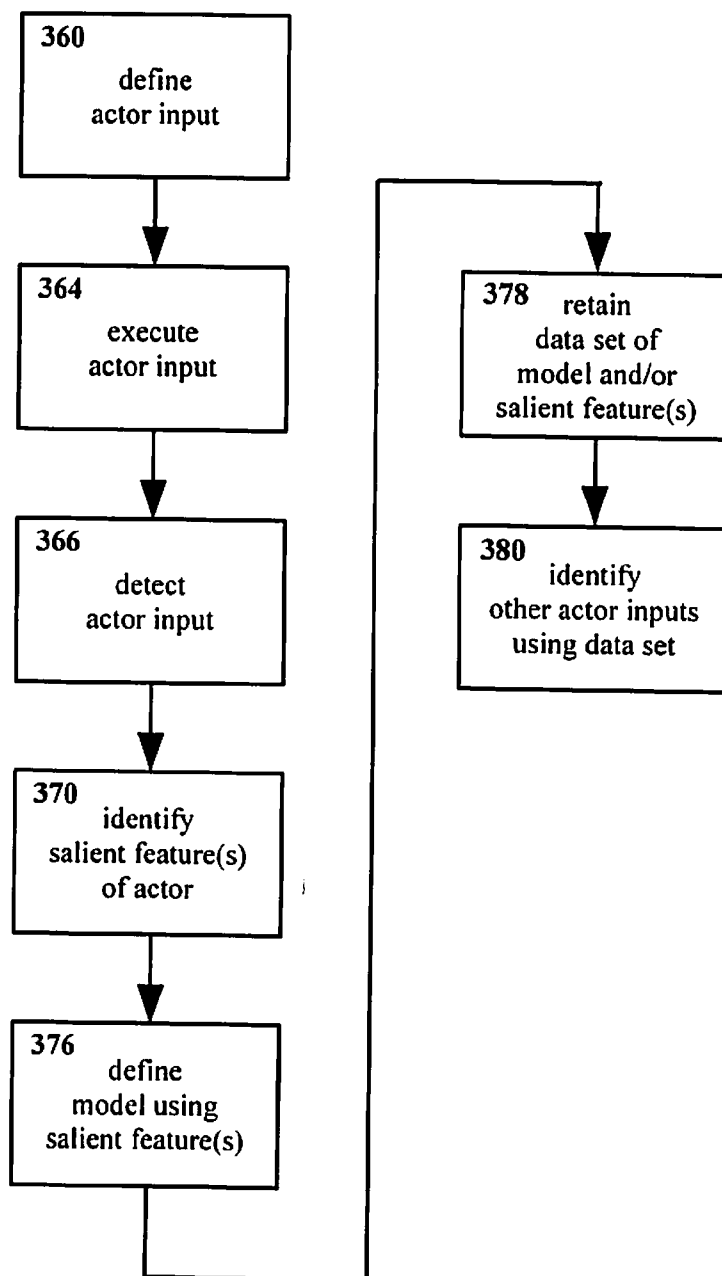 360
define
actor input
364
execute
actor input
366
detect
actor input
370
identify
salient feature(s)
of actor
376
define
model using
salient feature(s)
378
retain
data set of
model and/or
salient feature(s)
380
identify
other actor inputs
using data set